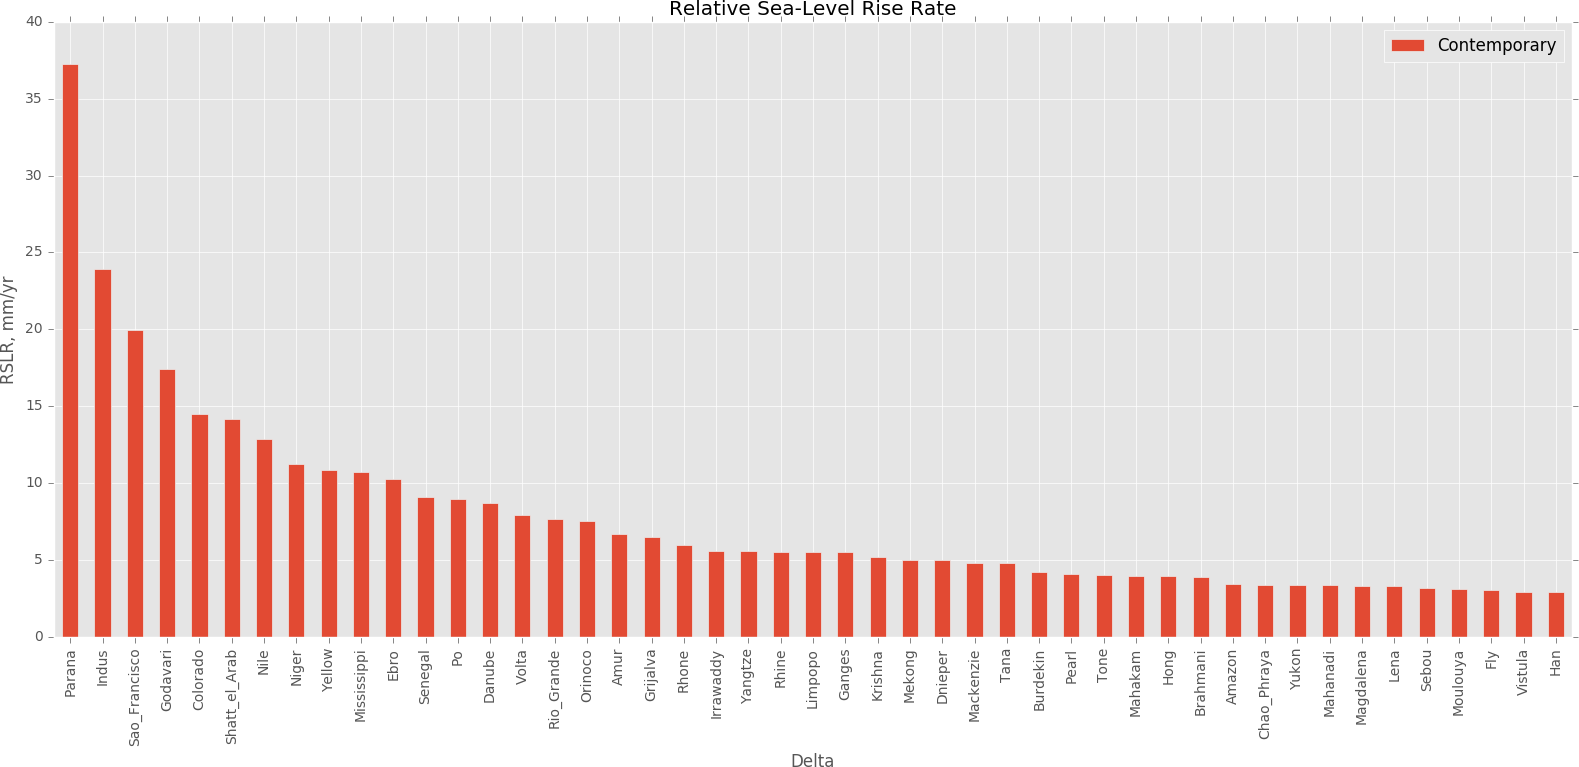 Relative Sea-Level Rise Rate
Contemporary
RSLR, mm/yr
40
35
30
25
20
15
10
5
0
Parana
Indus
Sao_Francisco
Godavari
Colorado
Shatt_el_Arab
Nile
Niger
Yellow
Mississippi
Ebro
Senegal
Po
Danube
Volta
Rio_Grande
Orinoco
Amur
Grijalva
Rhone
Irrawaddy
Yangtze
Rhine
Limpopo
Ganges
Krishna
Mekong
Dnieper
Mackenzie
Tana
Burdekin
Pearl
Tone
Mahakam
Hong
Brahmani
Amazon
Chao_Phraya
Yukon
Mahanadi
Magdalena
Lena
Sebou
Moulouya
Fly
Vistula
Han
Delta